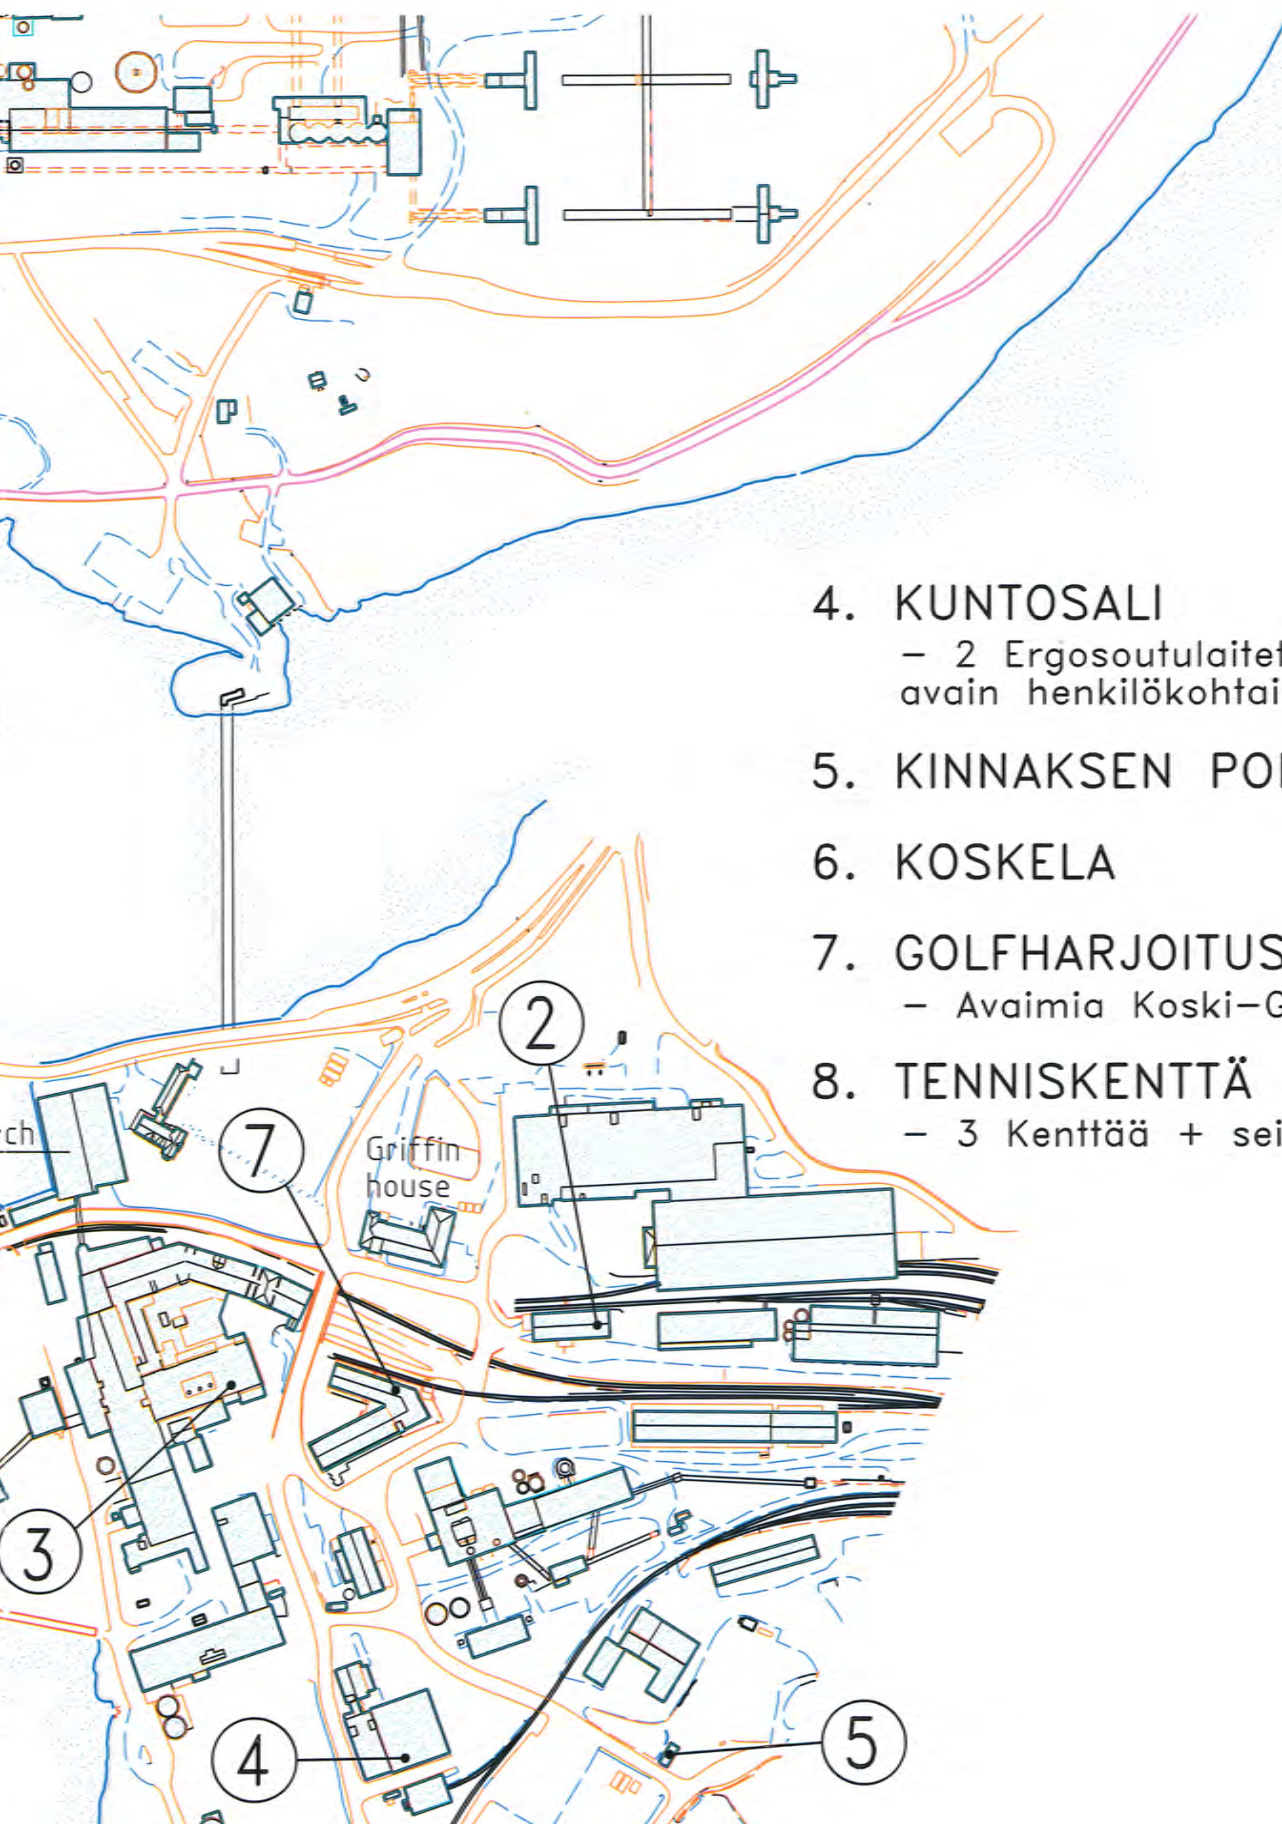 4. KUNTOSALI
– 2 Ergosoutulaitet
avain henkilökohtai
5. KINNAKSEN
6. KOSKELA
7. GOLFHARJOITUS
– Avaimia Koski–G
8. TENNISKENTTÄ
– 3 Kenttää + sei
2
ch
7
Griffin
house
3
4
5